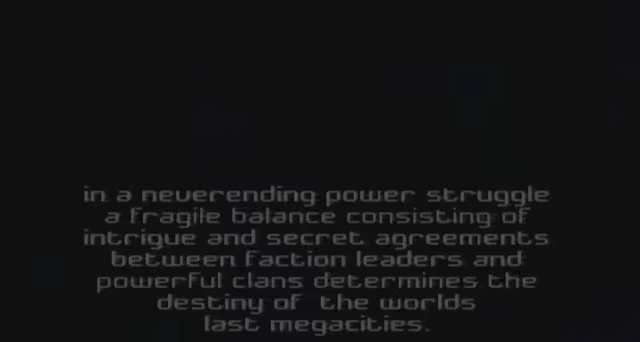 in a neverending power struggle
a fragile balance consisting of
intrigue and secret agreements
between faction leaders and
powerful clans determines the
destiny of the worlds
last megacities.